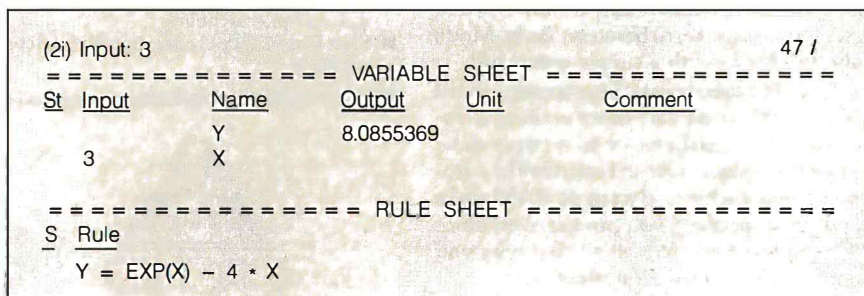 (2i) Input: 3 47 /
= = = = = = = = = = = = = = VARIABLE SHEET = = = = = = = = = = = = = =
St Input Name Output Unit Comment
Y 8.0855369
3 X
= = = = = = = = = = = = = = = RULE SHEET = = = = = = = = = = = = = = =
S Rule
Y = EXP(X) – 4 * X